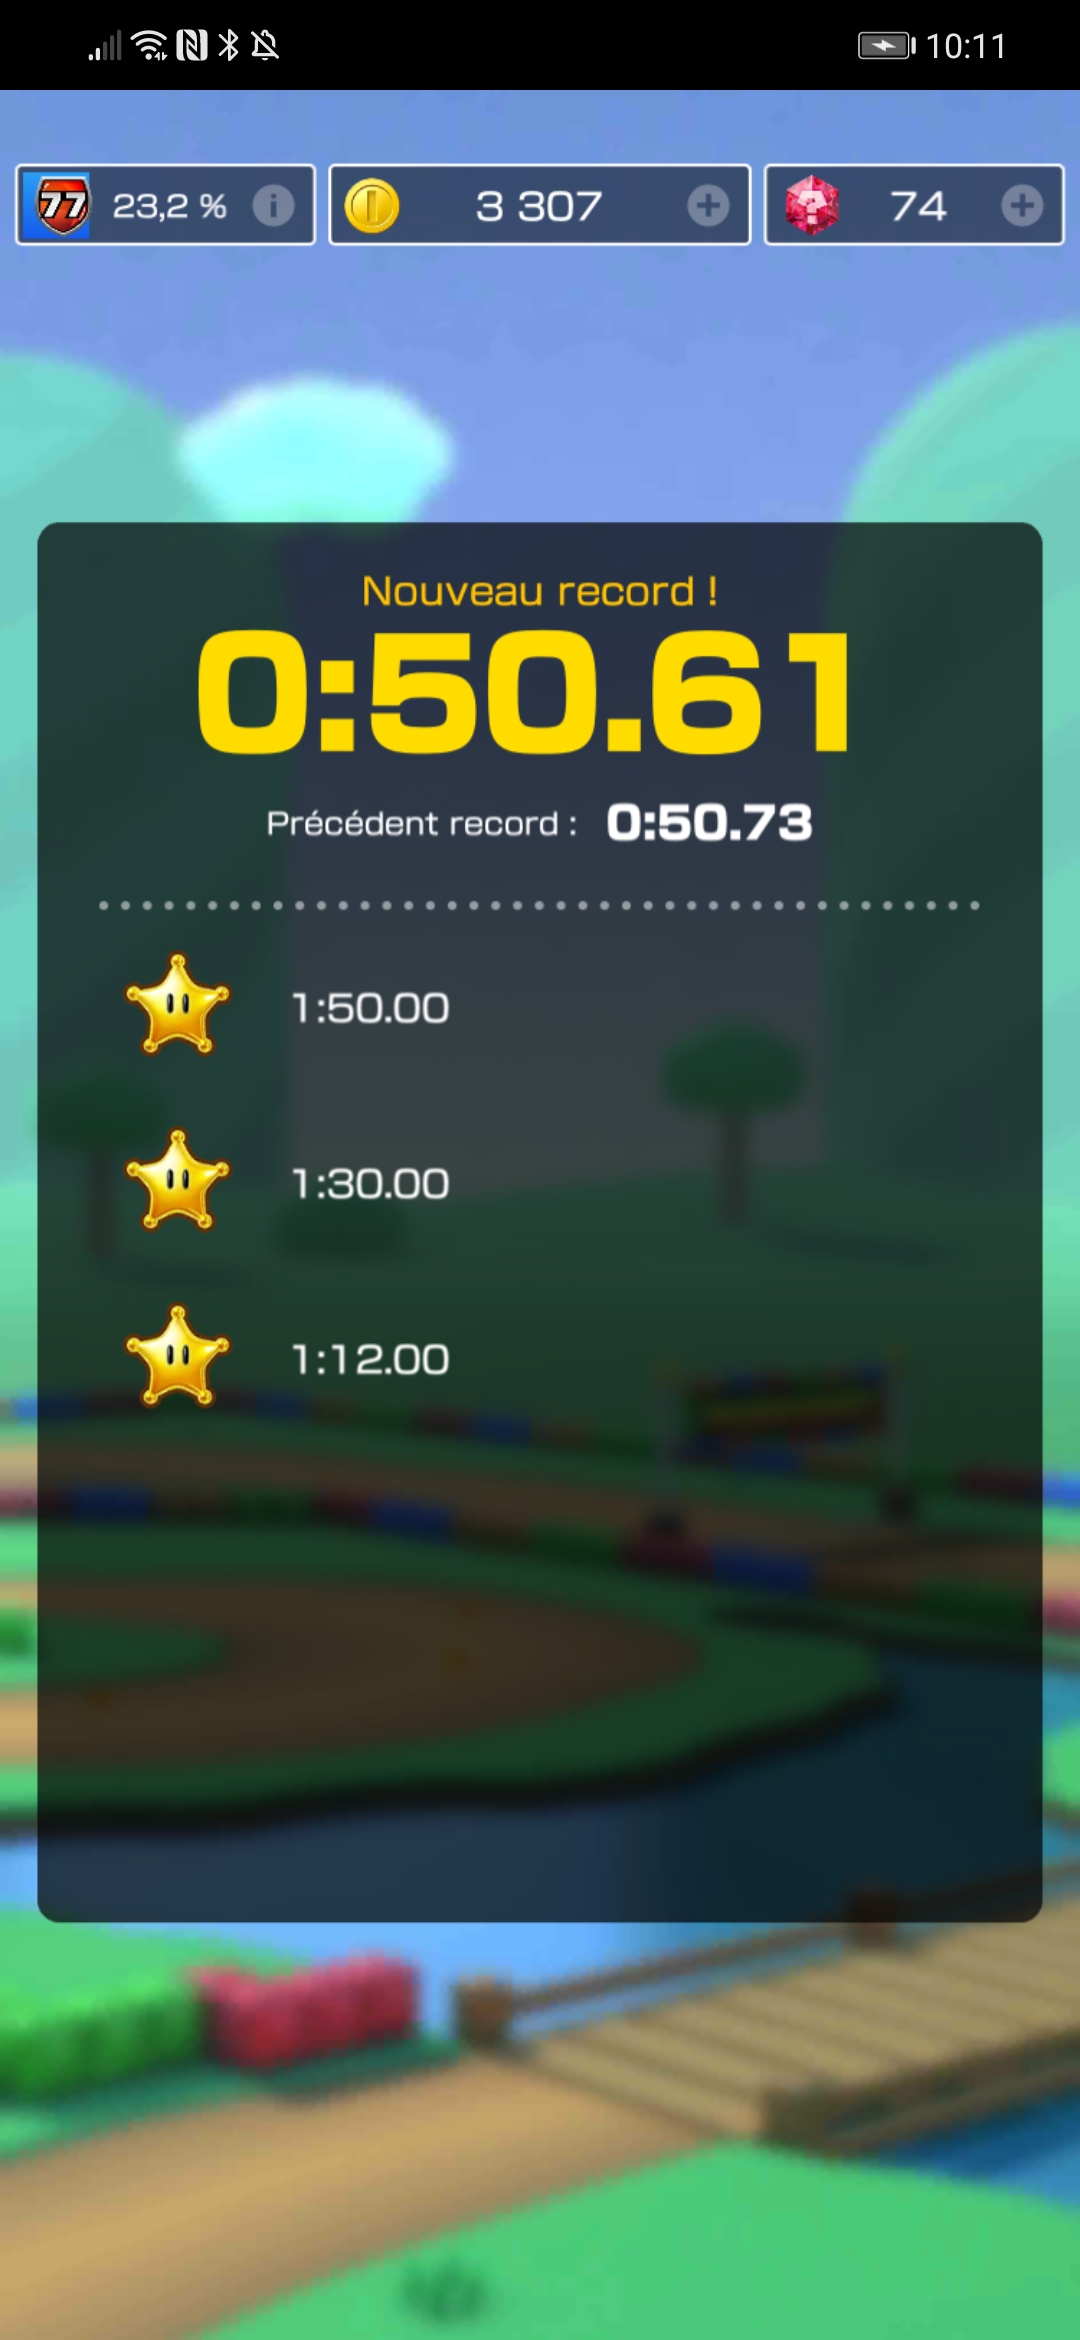 10:11
77 23,2 % i 3 307 + 74 +
Nouveau record !
0:50.61
Précédent record : 0:50.73
1:50.00
1:30.00
1:12.00